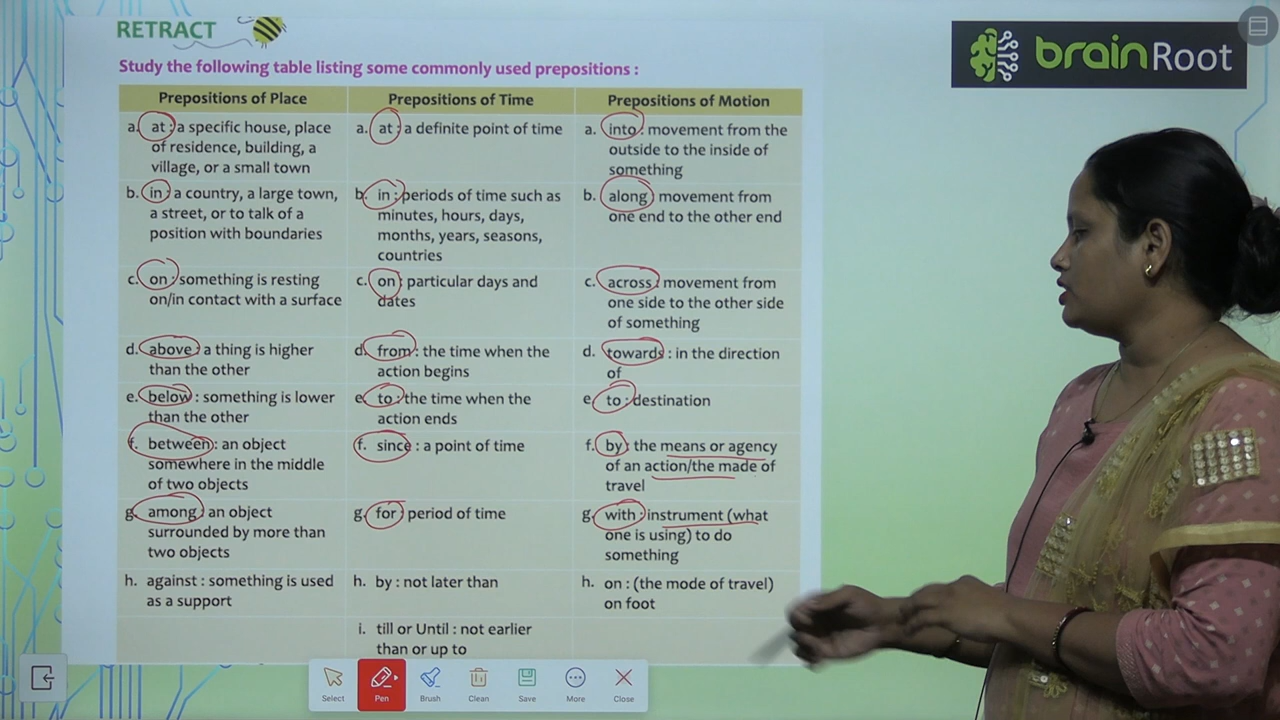 RETRACT
brainRoot
Study the following table listing some commonly used prepositions :
Prepositions of Place
a. at : a specific house, place
of residence, building, a
village, or a small town
b. in : a country, a large town,
a street, or to talk of a
position with boundaries
c. on : something is resting
on/in contact with a surface
d. above : a thing is higher
than the other
e. below : something is lower
than the other
f. between : an object
somewhere in the middle
of two objects
g. among : an object
surrounded by more than
two objects
h. against : something is used
as a support
Prepositions of Time
a. at : a definite point of time
b. in : periods of time such as
minutes, hours, days,
months, years, seasons,
countries
c. on : particular days and
dates
d. from : the time when the
action begins
e. to : the time when the
action ends
f. since : a point of time
g. for : period of time
h. by : not later than
i. till or Until : not earlier
than or up to
Prepositions of Motion
a. into : movement from the
outside to the inside of
something
b. along : movement from
one end to the other end
c. across : movement from
one side to the other side
of something
d. towards : in the direction
of
e. to : destination
f. by : the means or agency
of an action/the made of
travel
g. with : instrument (what
one is using) to do
something
h. on : (the mode of travel)
on foot
Select
Pen
Brush
Clean
Save
More
Close